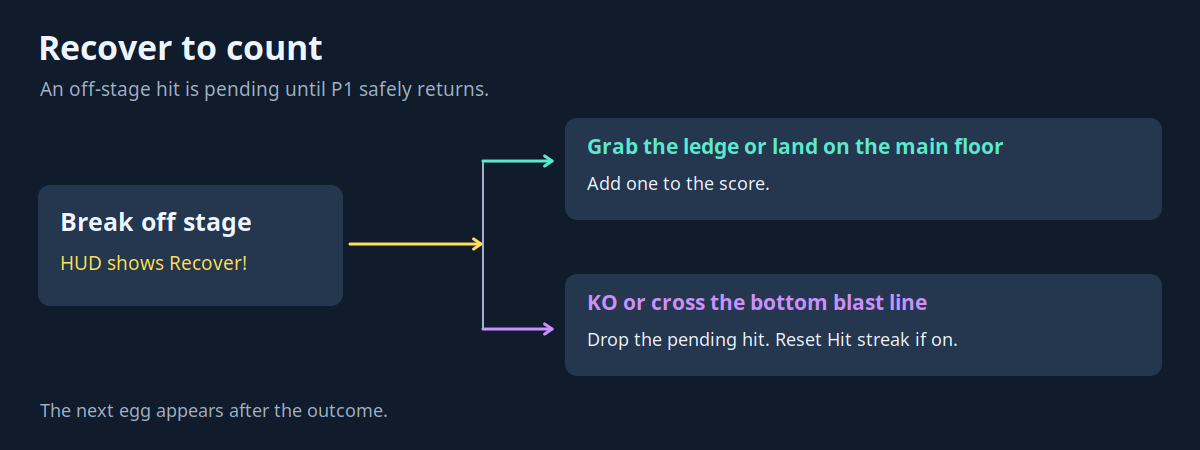 Recover to count
An off-stage hit is pending until P1 safely returns.
Break off stage
HUD shows Recover!
Grab the ledge or land on the main floor
Add one to the score.
KO or cross the bottom blast line
Drop the pending hit. Reset Hit streak if on.
The next egg appears after the outcome.